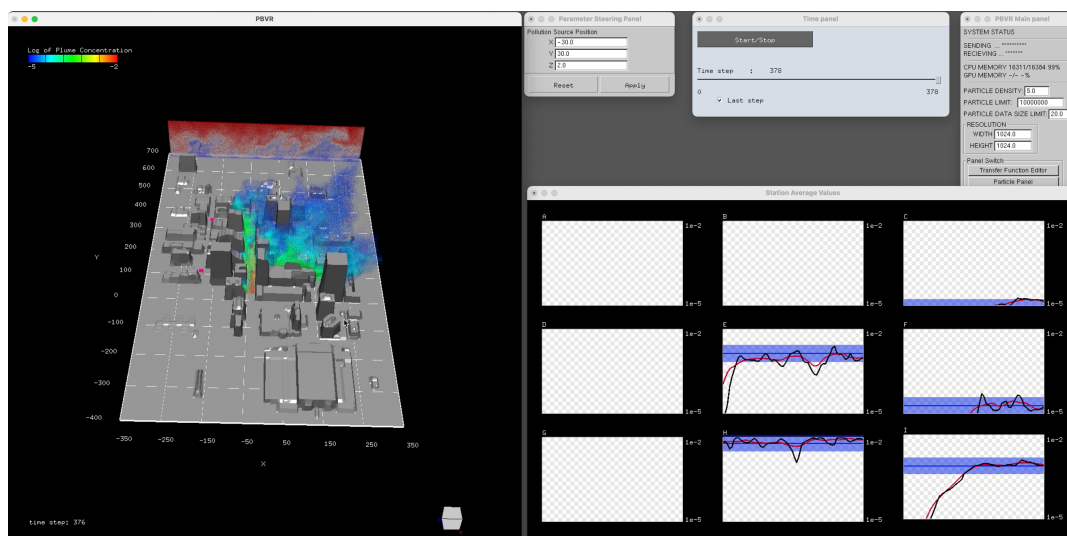 PBVR
Log of Plume Concentration
-5
-2
700
600
500
400
300
200
100
0
-100
-200
-300
-400
Y
-350
-250
-150
-50
50
150
250
350
X
time step: 376
Parameter Steering Panel
Pollution Source Position
X -30.0
Y 30.0
Z 2.0
Reset
Apply
Time panel
Start/Stop
Time step : 378
0
378
Last step
PBVR Main panel
SYSTEM STATUS
SENDING ... **********
RECIEVING ... *******
CPU MEMORY 16311/16384 99%
GPU MEMORY -/- -%
PARTICLE DENSITY: 5.0
PARTICLE LIMIT: 10000000
PARTICLE DATA SIZE LIMIT: 20.0
RESOLUTION
WIDTH 1024.0
HEIGHT 1024.0
Panel Switch
Transfer Function Editor
Particle Panel
Station Average Values
A
1e-2
1e-5
B
1e-2
1e-5
C
1e-2
1e-5
D
1e-2
1e-5
E
1e-2
1e-5
F
1e-2
1e-5
G
1e-2
1e-5
H
1e-2
1e-5
I
1e-2
1e-5